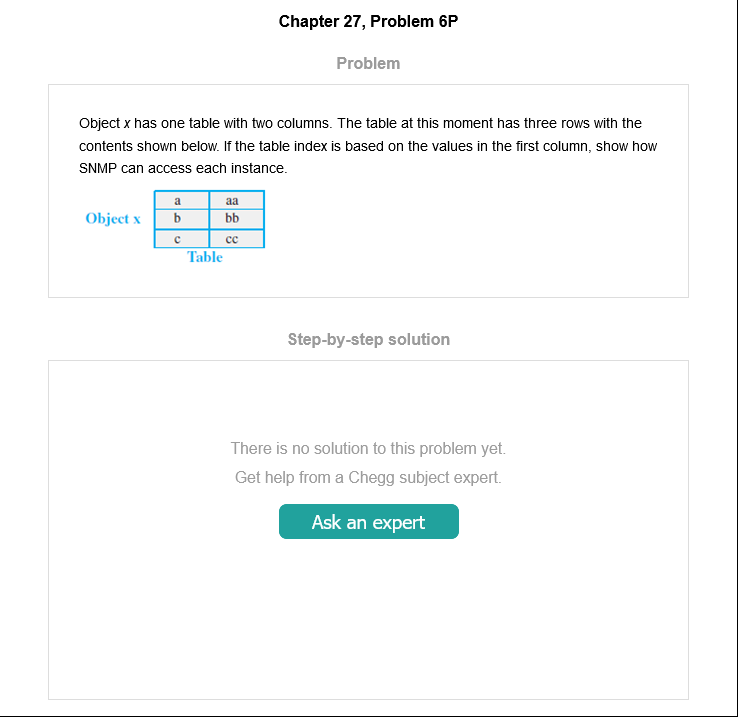 Chapter 27, Problem 6P
Problem
Object x has one table with two columns. The table at this moment has three rows with the
contents shown below. If the table index is based on the values in the first column, show how
SNMP can access each instance.
a aa
Object x b bb
c cc
Table
Step-by-step solution
There is no solution to this problem yet.
Get help from a Chegg subject expert.
Ask an expert